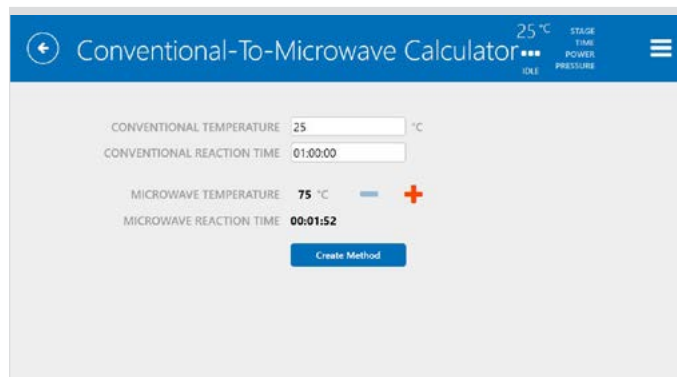 Conventional-To-Microwave Calculator
25 °C
IDLE
STAGE
TIME
POWER
PRESSURE
CONVENTIONAL TEMPERATURE 25 °C
CONVENTIONAL REACTION TIME 01:00:00
MICROWAVE TEMPERATURE 75 °C
MICROWAVE REACTION TIME 00:01:52
Create Method